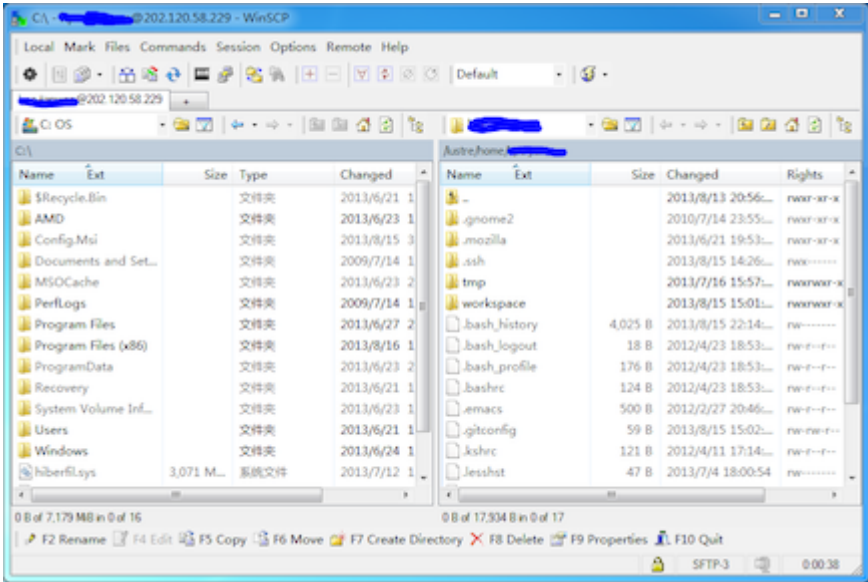 C:\ - @202.120.58.229 - WinSCP
Local Mark Files Commands Session Options Remote Help
Default
@202.120.58.229
C: OS
C:\
/lustre/home/
Name Ext Size Type Changed
Name Ext Size Changed Rights
$Recycle.Bin 文件夹 2013/6/21 1
AMD 文件夹 2013/6/23 1
Config.Msi 文件夹 2013/8/15 3
Documents and Set... 文件夹 2009/7/14 1
MSOCache 文件夹 2013/6/23 2
PerfLogs 文件夹 2009/7/14 1
Program Files 文件夹 2013/6/27 2
Program Files (x86) 文件夹 2013/8/16 1
ProgramData 文件夹 2013/6/23 2
Recovery 文件夹 2013/6/21 1
System Volume Inf... 文件夹 2013/6/23 1
Users 文件夹 2013/6/21 1
Windows 文件夹 2013/6/24 1
hiberfil.sys 3,071 M... 系统文件 2013/7/12 1
.. 2013/8/13 20:56:... rwxr-xr-x
.gnome2 2010/7/14 23:55:... rwxr-xr-x
.mozilla 2013/6/21 19:53:... rwxr-xr-x
.ssh 2013/8/15 14:26:... rwx------
tmp 2013/7/16 15:57:... rwxrwxr-x
workspace 2013/8/15 15:01:... rwxrwxr-x
.bash_history 4,025 B 2013/8/15 22:14:... rw-------
.bash_logout 18 B 2012/4/23 18:53:... rw-r--r--
.bash_profile 176 B 2012/4/23 18:53:... rw-r--r--
.bashrc 124 B 2012/4/23 18:53:... rw-r--r--
.emacs 500 B 2012/2/27 20:46:... rw-r--r--
.gitconfig 59 B 2013/8/15 15:02:... rw-rw-r--
.kshrc 121 B 2012/4/11 17:14:... rw-r--r--
.lesshst 47 B 2013/7/4 18:00:54 rw-------
0 B of 7,179 MiB in 0 of 16
0 B of 17,934 B in 0 of 17
F2 Rename F4 Edit F5 Copy F6 Move F7 Create Directory F8 Delete F9 Properties F10 Quit
SFTP-3 0:00:38